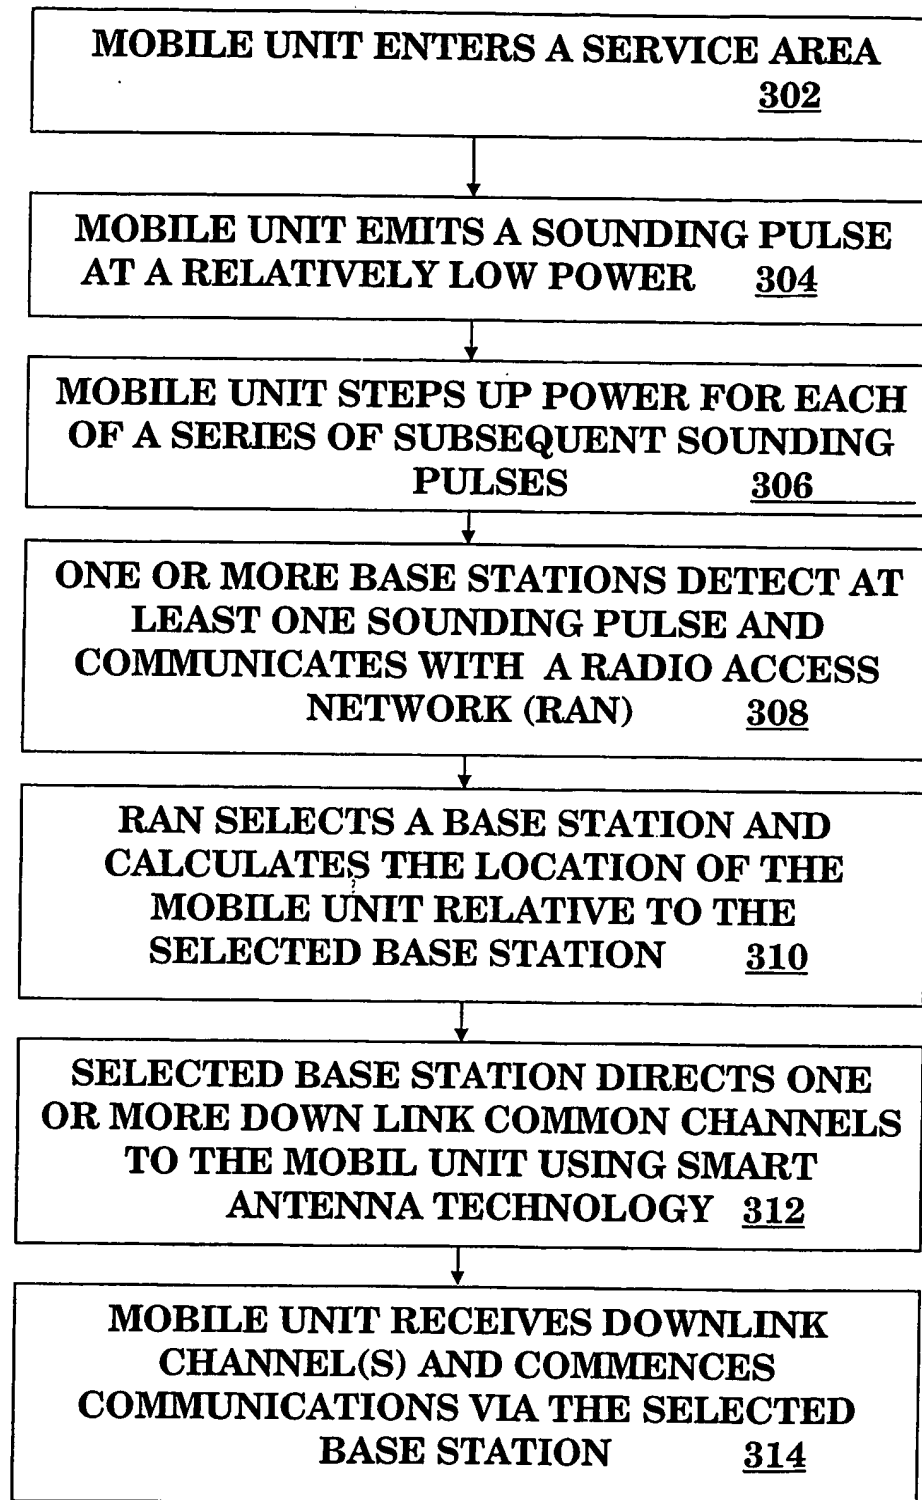 MOBILE UNIT ENTERS A SERVICE AREA
302
MOBILE UNIT EMITS A SOUNDING PULSE
AT A RELATIVELY LOW POWER 304
MOBILE UNIT STEPS UP POWER FOR EACH
OF A SERIES OF SUBSEQUENT SOUNDING
PULSES 306
ONE OR MORE BASE STATIONS DETECT AT
LEAST ONE SOUNDING PULSE AND
COMMUNICATES WITH A RADIO ACCESS
NETWORK (RAN) 308
RAN SELECTS A BASE STATION AND
CALCULATES THE LOCATION OF THE
MOBILE UNIT RELATIVE TO THE
SELECTED BASE STATION 310
SELECTED BASE STATION DIRECTS ONE
OR MORE DOWN LINK COMMON CHANNELS
TO THE MOBIL UNIT USING SMART
ANTENNA TECHNOLOGY 312
MOBILE UNIT RECEIVES DOWNLINK
CHANNEL(S) AND COMMENCES
COMMUNICATIONS VIA THE SELECTED
BASE STATION 314